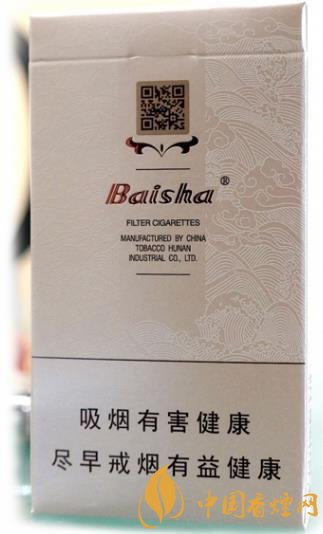 Baisha®
FILTER CIGARETTES
MANUFACTURED BY CHINA
TOBACCO HUNAN
INDUSTRIAL CO., LTD.
吸烟有害健康
尽早戒烟有益健康
中国香烟网